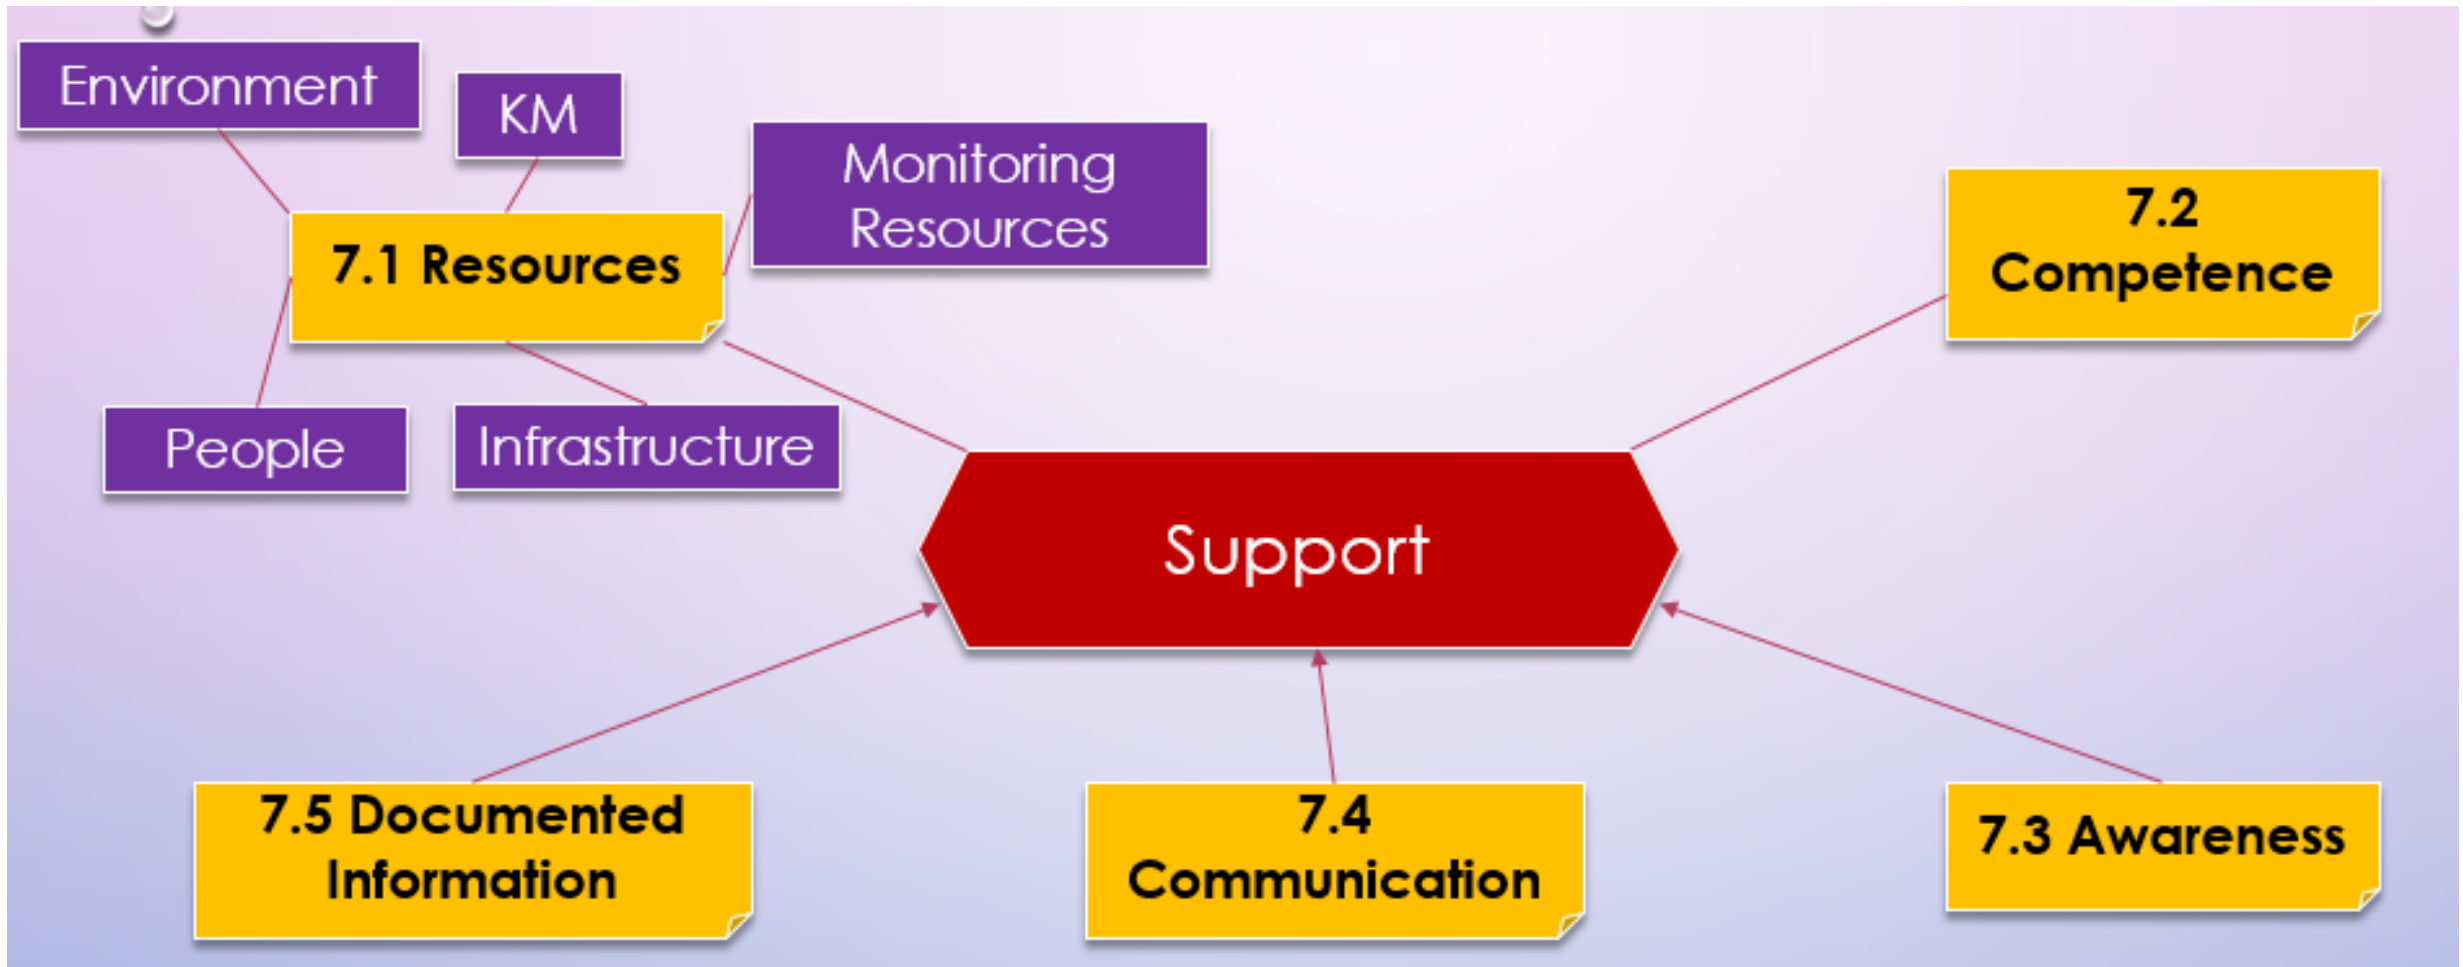 Environment
KM
Monitoring
Resources
7.1 Resources
7.2
Competence
People
Infrastructure
Support
7.5 Documented
Information
7.4
Communication
7.3 Awareness